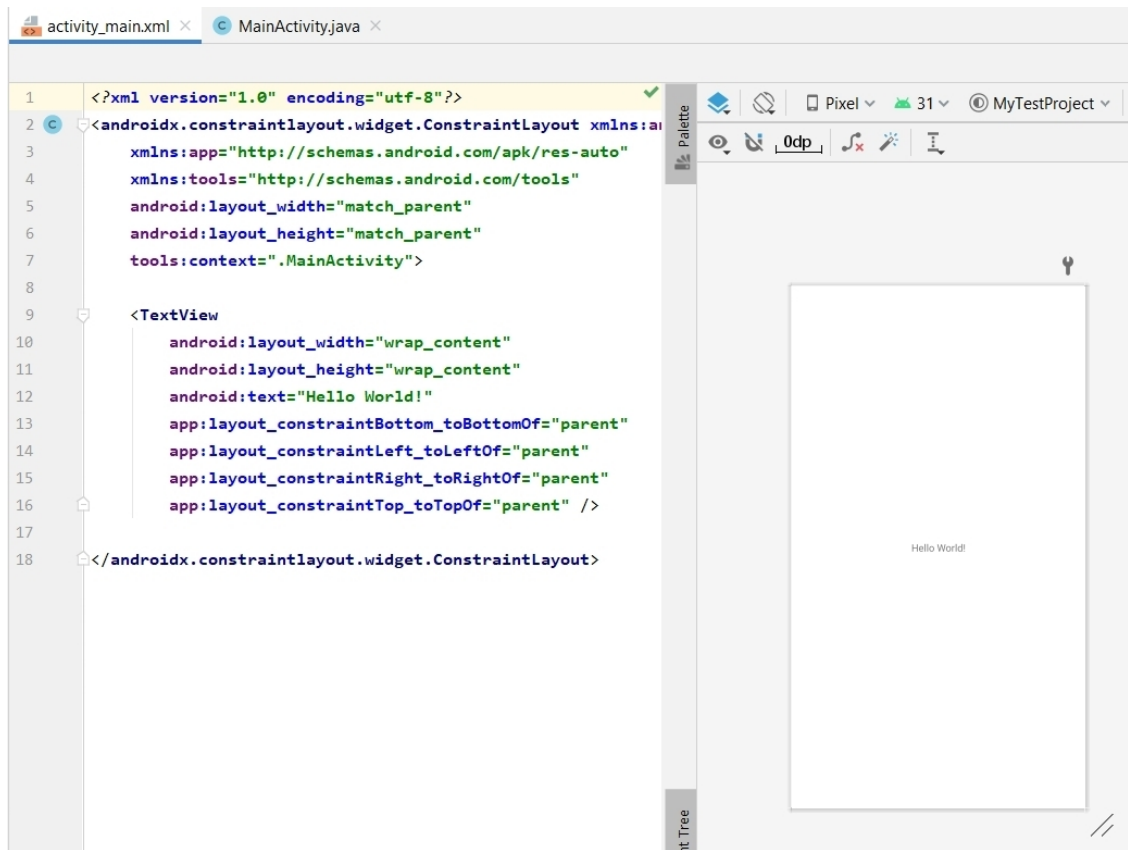 activity_main.xml
MainActivity.java
1 <?xml version="1.0" encoding="utf-8"?>
2 <androidx.constraintlayout.widget.ConstraintLayout xmlns:a
3 xmlns:app="http://schemas.android.com/apk/res-auto"
4 xmlns:tools="http://schemas.android.com/tools"
5 android:layout_width="match_parent"
6 android:layout_height="match_parent"
7 tools:context=".MainActivity">
8
9 <TextView
10 android:layout_width="wrap_content"
11 android:layout_height="wrap_content"
12 android:text="Hello World!"
13 app:layout_constraintBottom_toBottomOf="parent"
14 app:layout_constraintLeft_toLeftOf="parent"
15 app:layout_constraintRight_toRightOf="parent"
16 app:layout_constraintTop_toTopOf="parent" />
17
18 </androidx.constraintlayout.widget.ConstraintLayout>
Palette
Pixel 31 MyTestProject
0dp
Hello World!
Tree